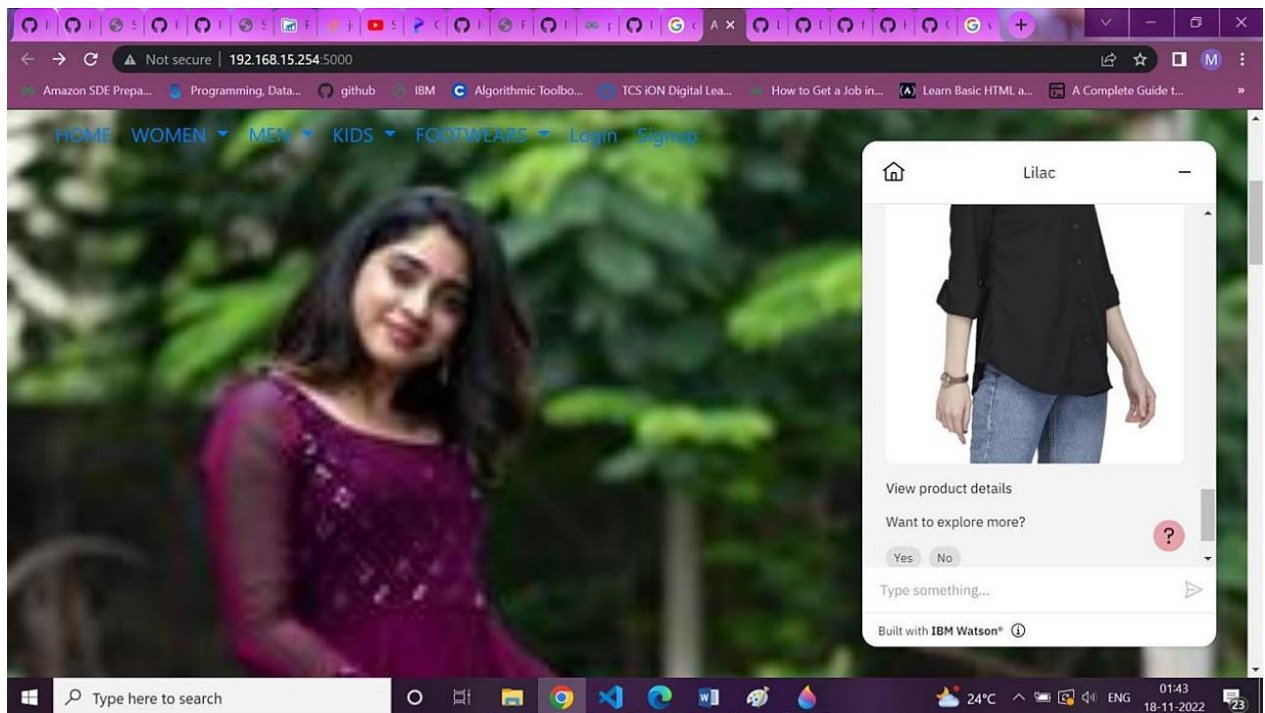 Not secure | 192.168.15.254:5000
Amazon SDE Prepa... Programming, Data... github IBM Algorithmic Toolbo... TCS iON Digital Lea... How to Get a Job in... Learn Basic HTML a... A Complete Guide t... »
HOME WOMEN MEN KIDS FOOTWEARS Login Signup
Lilac
View product details
Want to explore more?
?
Yes No
Type something...
Built with IBM Watson®
Type here to search
24°C ENG
01:43
18-11-2022
23